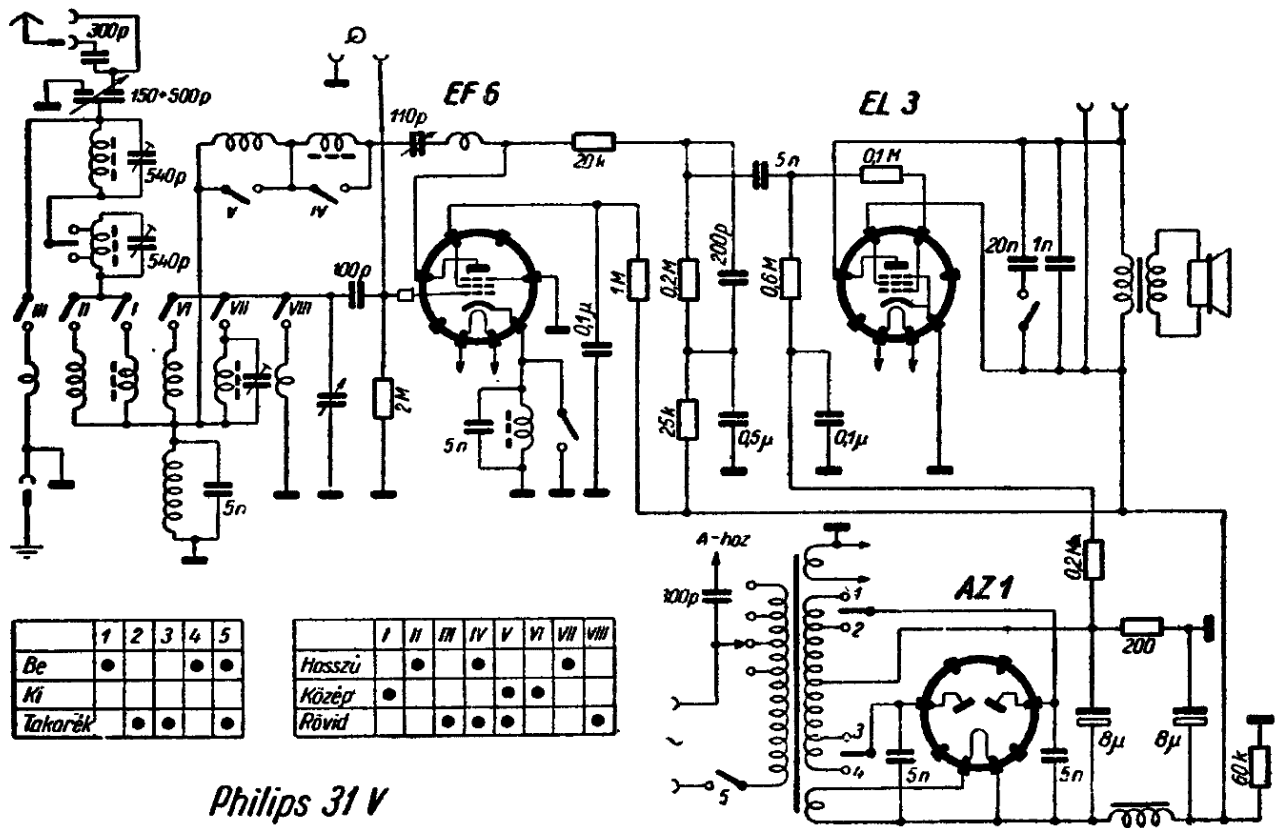 300p
150÷500p
540p
540p
EF 6
110p
20k
V
IV
100p
III
II
I
VI
VII
VIII
2M
5n
5n
0,1µ
1M
0,2M
200p
25k
0,5µ
5n
0,6M
0,1µ
EL 3
0,1M
20n
1n
A-hoz
100p
5
1
2
3
4
AZ1
0,2M
200
5n
5n
8µ
8µ
60k
1 2 3 4 5
Be ● ● ●
Ki
Takarék ● ● ●
I II III IV V VI VII VIII
Hosszú ● ● ●
Közép ● ● ●
Rövid ● ● ● ●
Philips 31 V